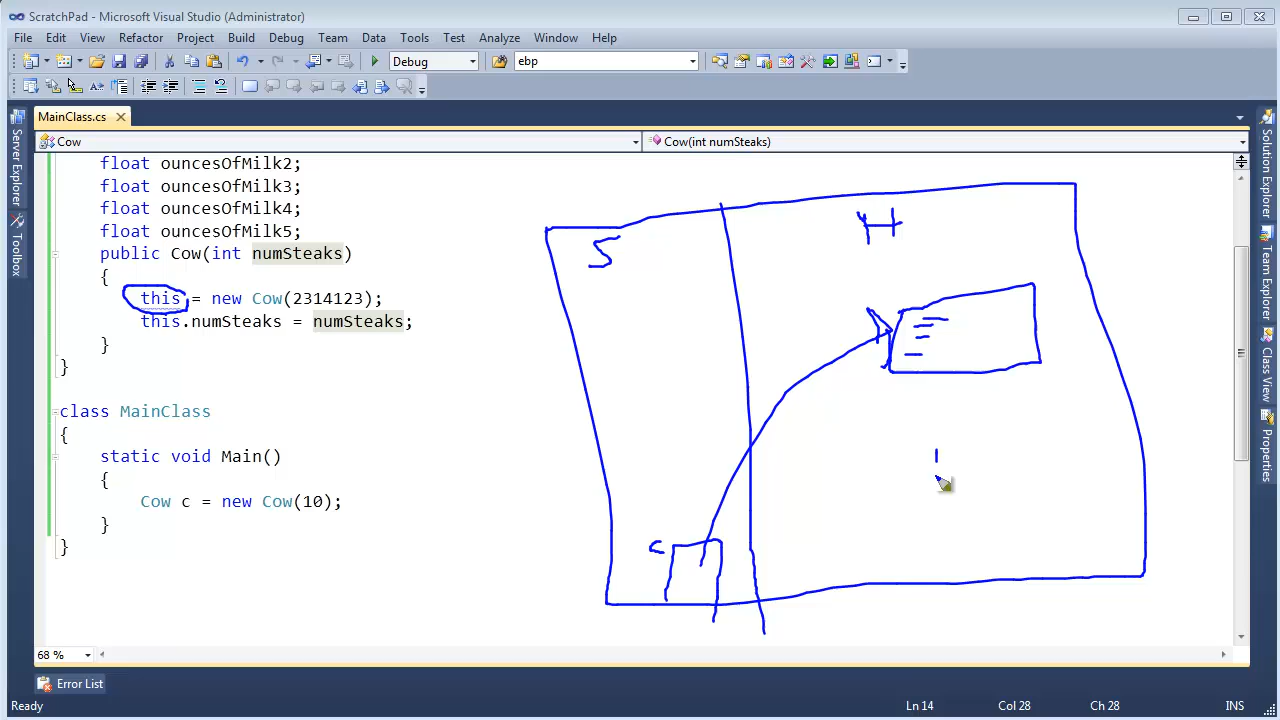 ScratchPad - Microsoft Visual Studio (Administrator)
File Edit View Refactor Project Build Debug Team Data Tools Test Analyze Window Help
Debug ebp
MainClass.cs
Cow Cow(int numSteaks)
float ouncesOfMilk2;
float ouncesOfMilk3;
float ouncesOfMilk4;
float ouncesOfMilk5;
public Cow(int numSteaks)
{
this = new Cow(2314123);
this.numSteaks = numSteaks;
}
}
class MainClass
{
static void Main()
{
Cow c = new Cow(10);
}
}
S
H
c
Server Explorer
Toolbox
Solution Explorer
Team Explorer
Class View
Properties
68 %
Error List
Ready Ln 14 Col 28 Ch 28 INS